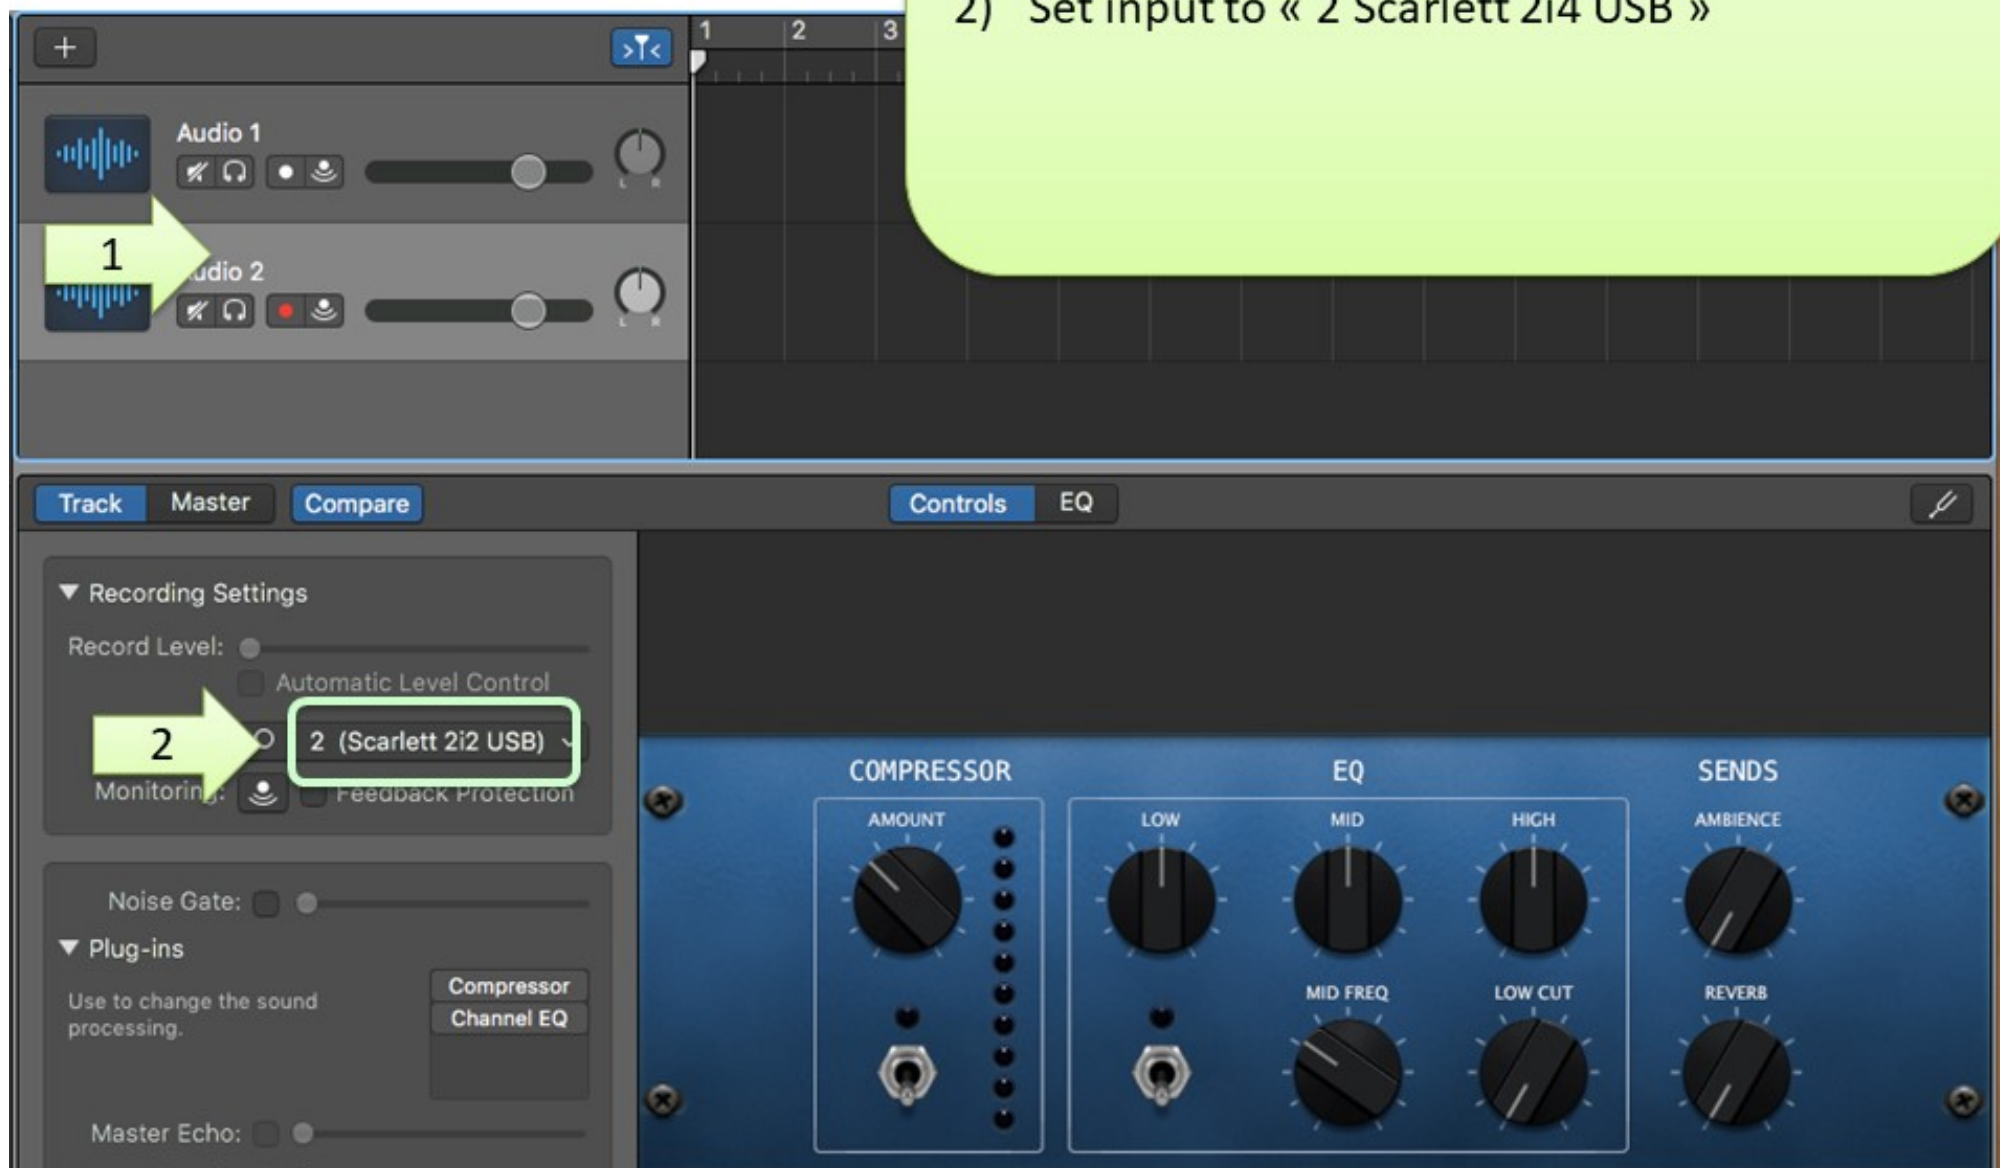 2) Set input to « 2 Scarlett 2i4 USB »
1 2 3
Audio 1
L R
1
udio 2
L R
Track Master Compare Controls EQ
Recording Settings
Record Level:
Automatic Level Control
2
2 (Scarlett 2i2 USB)
Monitoring: Feedback Protection
Noise Gate:
Plug-ins
Use to change the sound
processing.
Compressor
Channel EQ
Master Echo:
COMPRESSOR EQ SENDS
AMOUNT LOW MID HIGH AMBIENCE
MID FREQ LOW CUT REVERB